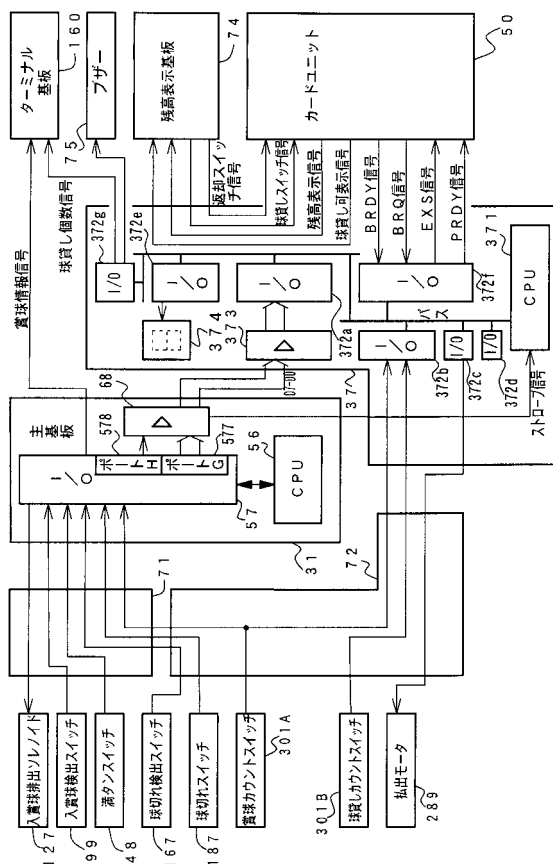 ターミナル
基板
160
ブザー
75
残高表示基板
74
カードユニット
50
賞球情報信号
球貸し個数信号
返却スイッ
チ信号
球貸しスイッチ信号
残高表示信号
球貸し可表示信号
BRDY信号
BRQ信号
EXS信号
PRDY信号
372g
I/O
372e
I/O
374
I/O
373
372a
I/O
372f
バス
I/O
372b
I/O
372c
I/O
372d
CPU
371
37
ストローブ信号
主基板
68
578
577
I/O
ポートH
ポートG
57
CPU
56
31
D7-D0
71
72
入賞球排出ソレノイド
127
入賞球検出スイッチ
99
満タンスイッチ
48
球切れ検出スイッチ
167
球切れスイッチ
187
賞球カウントスイッチ
301A
球貸しカウントスイッチ
301B
払出モータ
289